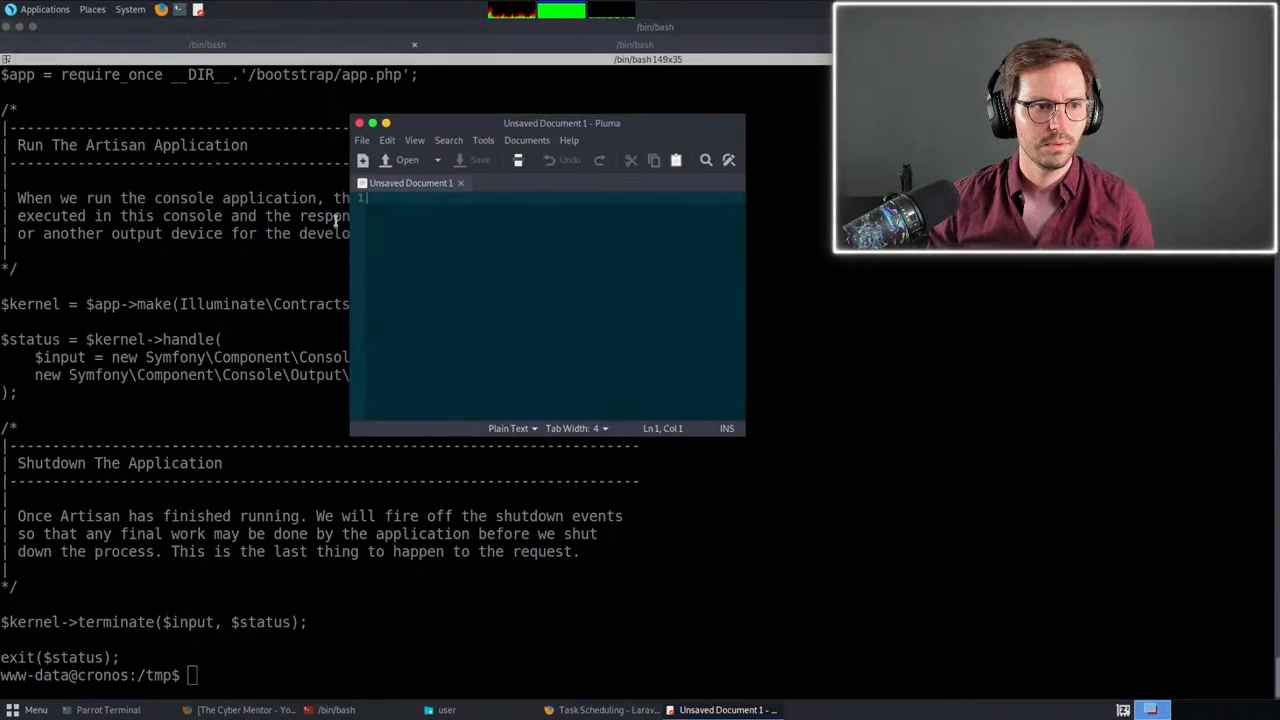 Applications Places System
/bin/bash
/bin/bash
/bin/bash
/bin/bash 149x35
$app = require_once __DIR__.'/bootstrap/app.php';
/*
|--------------------------------------------------------------------------
| Run The Artisan Application
|--------------------------------------------------------------------------
|
| When we run the console application, th
| executed in this console and the respon
| or another output device for the develo
|
*/
$kernel = $app->make(Illuminate\Contracts
$status = $kernel->handle(
$input = new Symfony\Component\Consol
new Symfony\Component\Console\Output\
);
/*
|--------------------------------------------------------------------------
| Shutdown The Application
|--------------------------------------------------------------------------
|
| Once Artisan has finished running. We will fire off the shutdown events
| so that any final work may be done by the application before we shut
| down the process. This is the last thing to happen to the request.
|
*/
$kernel->terminate($input, $status);
exit($status);
www-data@cronos:/tmp$
Unsaved Document 1 - Pluma
File Edit View Search Tools Documents Help
Open Save Undo
Unsaved Document 1
1
Plain Text Tab Width: 4 Ln 1, Col 1 INS
Menu Parrot Terminal [The Cyber Mentor - Yo... /bin/bash user Task Scheduling - Larav... Unsaved Document 1 - ...